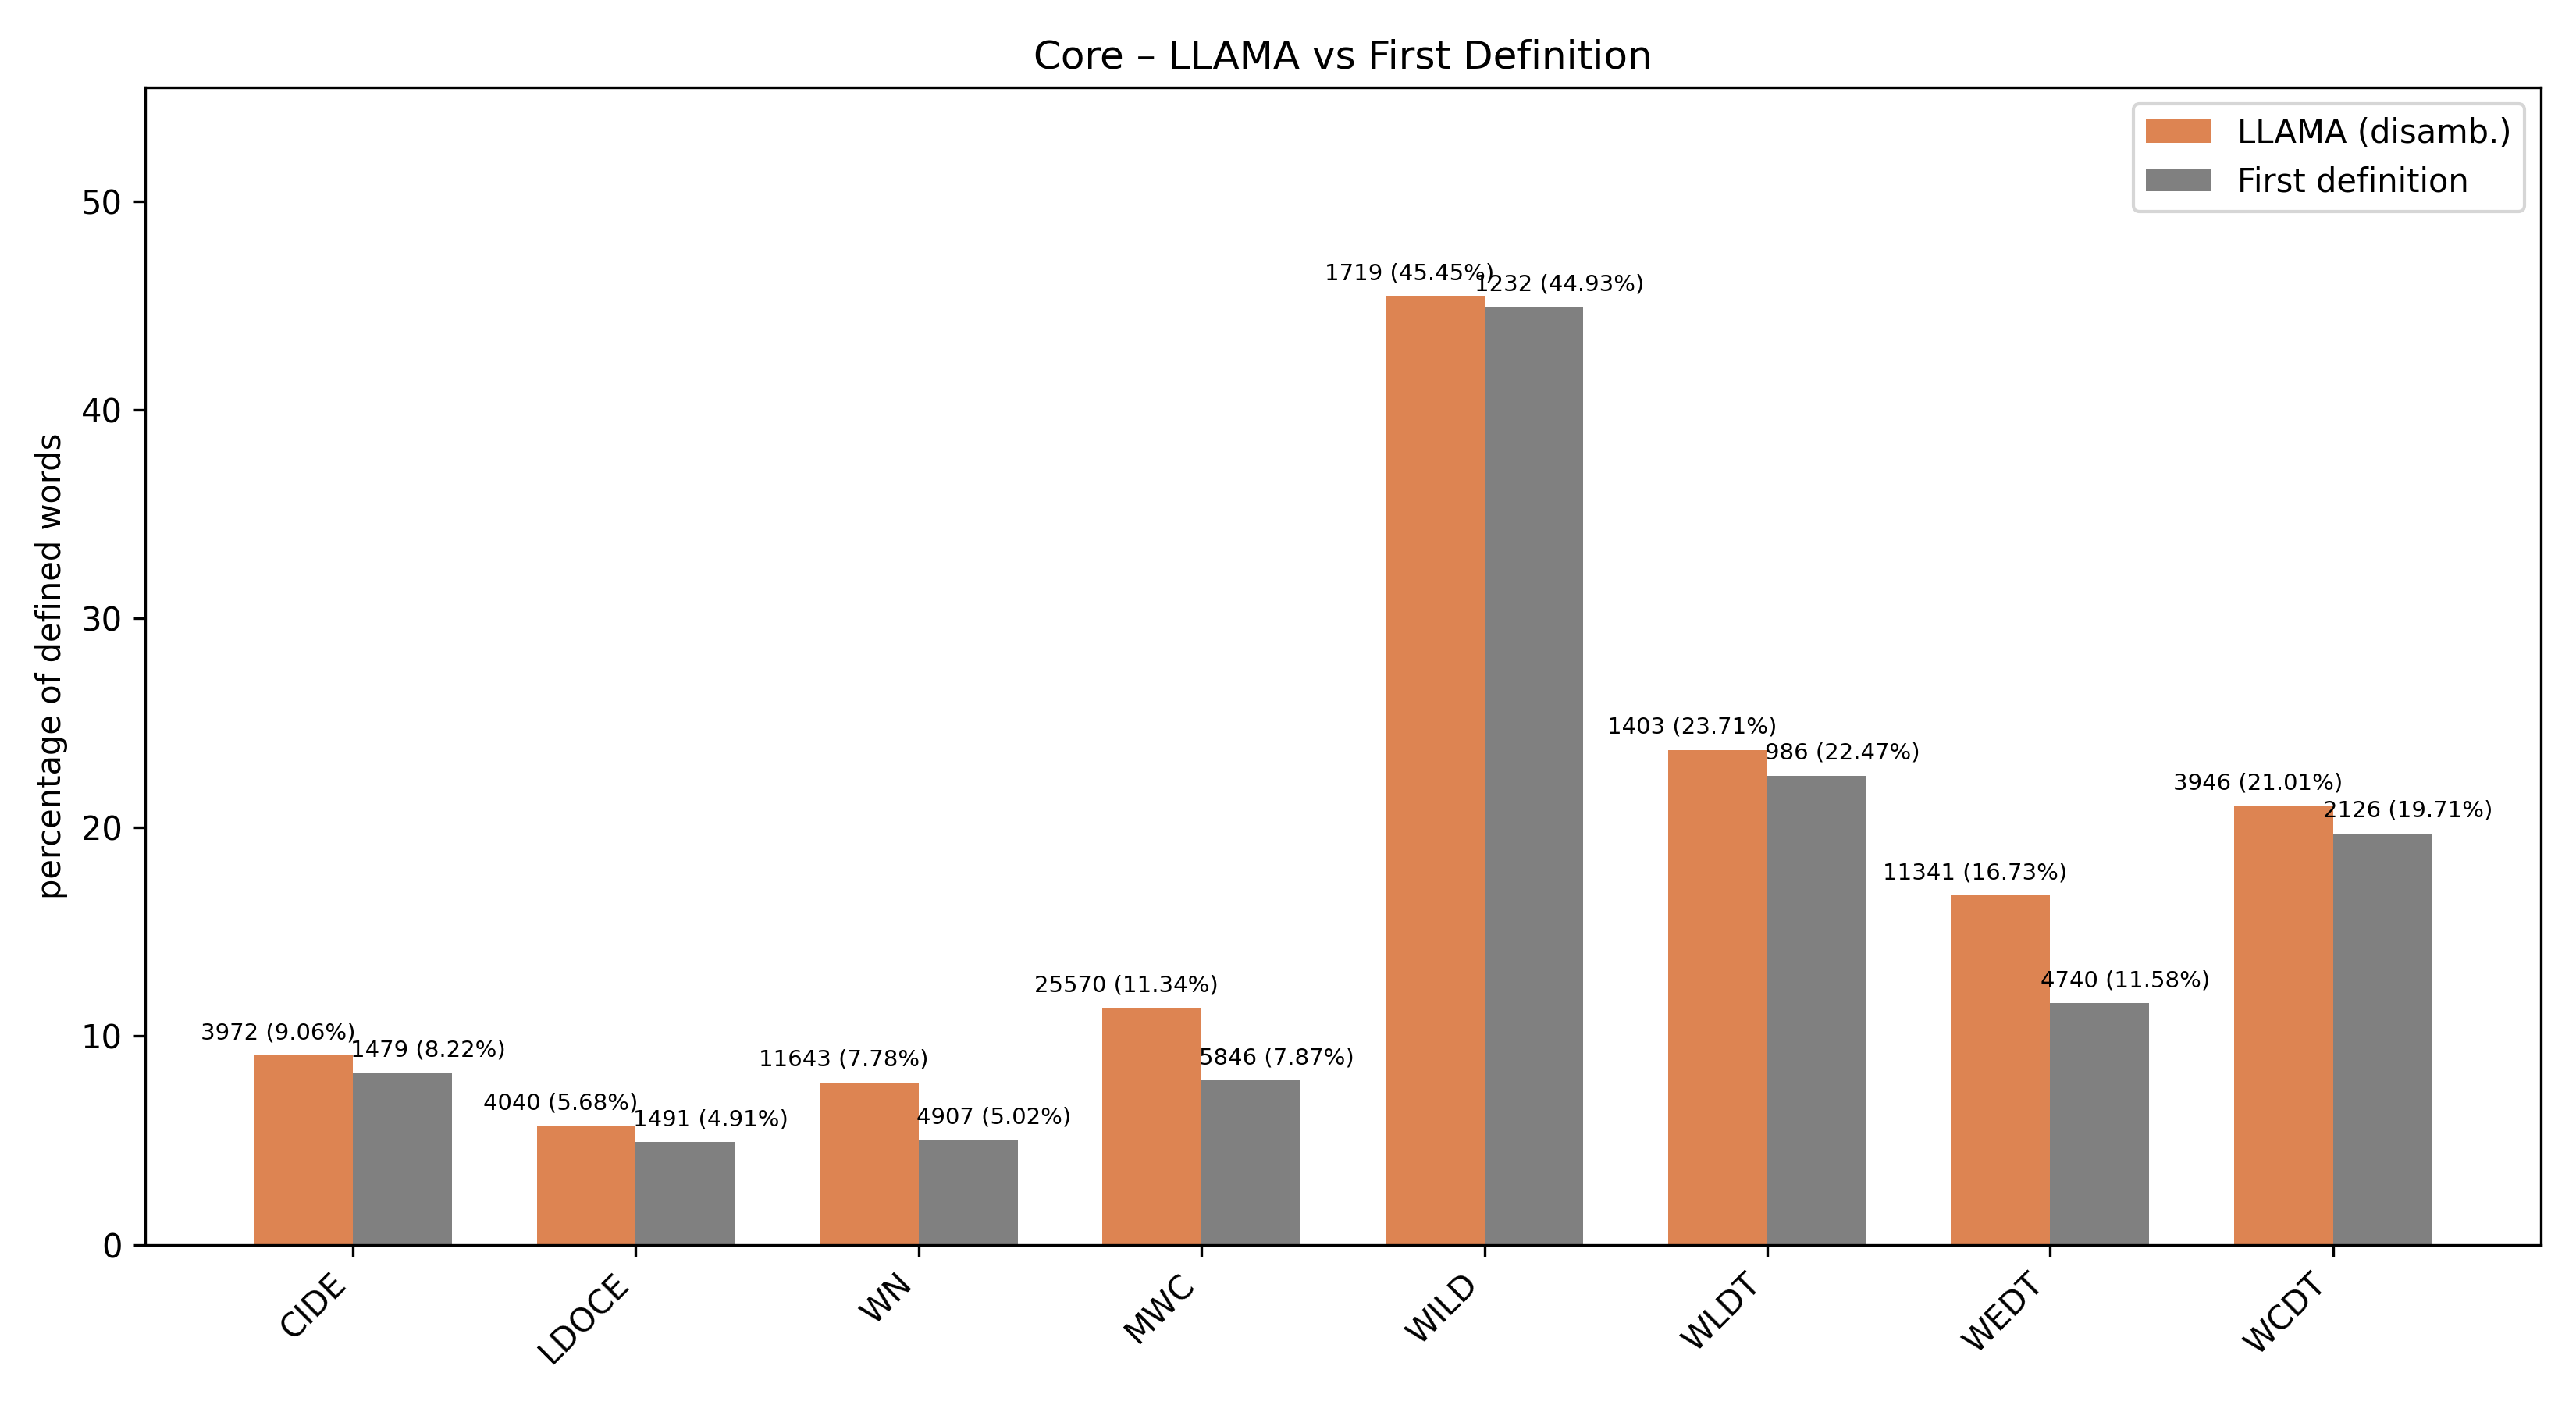 Core – LLAMA vs First Definition
LLAMA (disamb.)
First definition
percentage of defined words
50
40
30
20
10
0
1719 (45.45%)
1232 (44.93%)
1403 (23.71%)
986 (22.47%)
3946 (21.01%)
2126 (19.71%)
11341 (16.73%)
4740 (11.58%)
25570 (11.34%)
5846 (7.87%)
3972 (9.06%)
1479 (8.22%)
11643 (7.78%)
4907 (5.02%)
4040 (5.68%)
1491 (4.91%)
CIDE
LDOCE
WN
MWC
WILD
WLDT
WEDT
WCDT